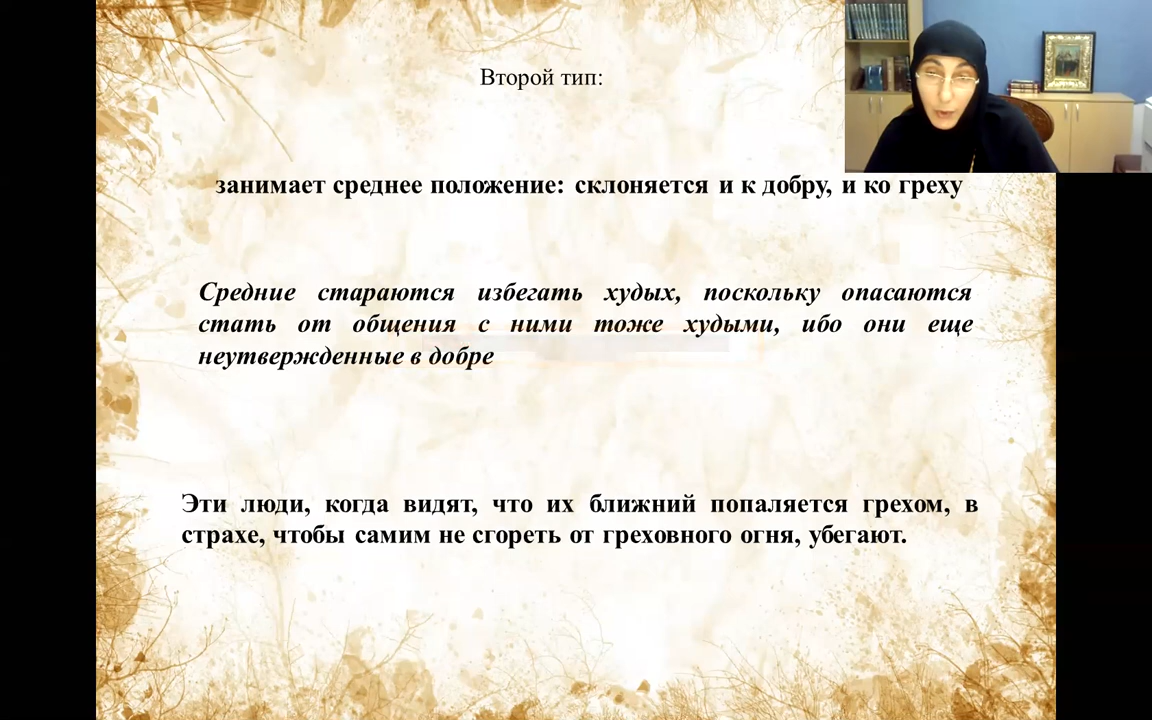 Второй тип:
занимает среднее положение: склоняется и к добру, и ко греху
Средние стараются избегать худых, поскольку опасаются
стать от общения с ними тоже худыми, ибо они еще
неутвержденные в добре
Эти люди, когда видят, что их ближний попаляется грехом, в
страхе, чтобы самим не сгореть от греховного огня, убегают.